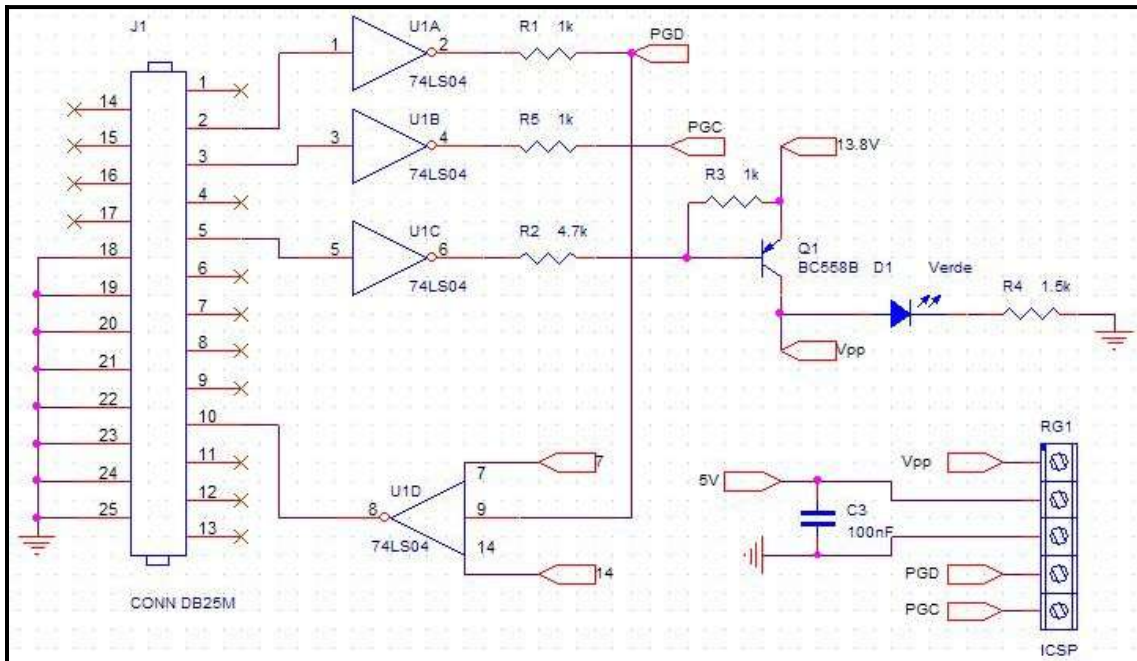 J1
U1A
R1 1k
PGD
1
2
74LS04
1
14
2
15
3
U1B
R5 1k
PGC
3
4
74LS04
13.8V
16
4
R3 1k
17
5
U1C
R2 4.7k
5
6
74LS04
18
6
Q1
BC558B
D1
Verde
R4 1.5k
19
7
20
8
Vpp
21
9
22
10
RG1
23
11
7
7
Vpp
24
12
U1D
8
9
5V
25
13
74LS04
14
14
C3
100nF
PGD
PGC
CONN DB25M
ICSP